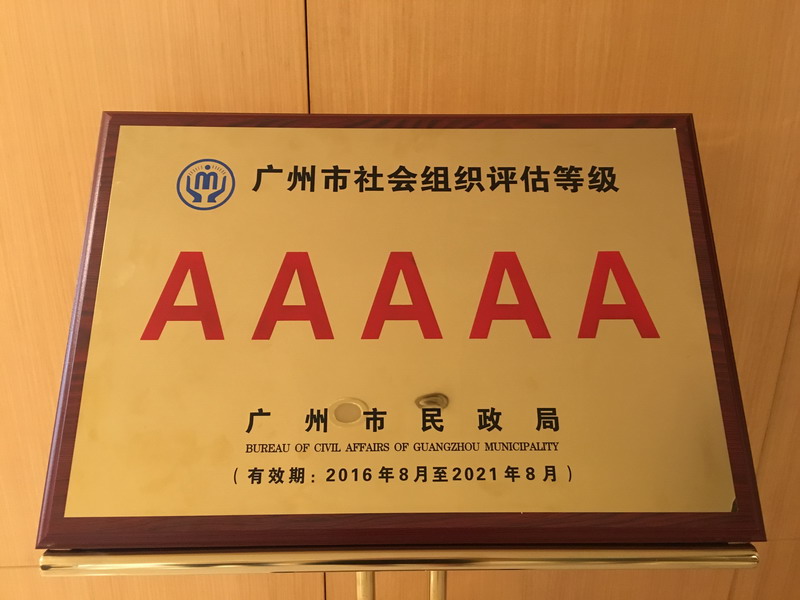 广州市社会组织评估等级
AAAAA
广州市民政局
BUREAU OF CIVIL AFFAIRS OF GUANGZHOU MUNICIPALITY
（有效期：2016年8月至2021年8月）